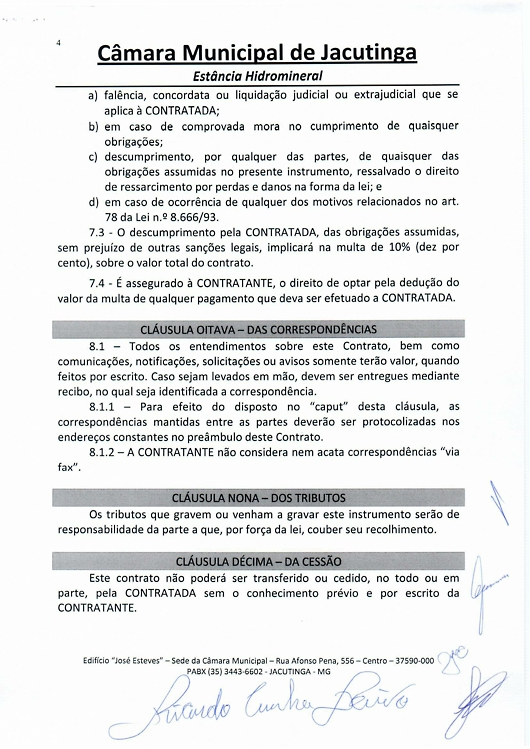 4
Câmara Municipal de Jacutinga
Estância Hidromineral
a) falência, concordata ou liquidação judicial ou extrajudicial que se
aplica à CONTRATADA;
b) em caso de comprovada mora no cumprimento de quaisquer
obrigações;
c) descumprimento, por qualquer das partes, de quaisquer das
obrigações assumidas no presente instrumento, ressalvado o direito
de ressarcimento por perdas e danos na forma da lei; e
d) em caso de ocorrência de qualquer dos motivos relacionados no art.
78 da Lei n.º 8.666/93.
7.3 - O descumprimento pela CONTRATADA, das obrigações assumidas,
sem prejuízo de outras sanções legais, implicará na multa de 10% (dez por
cento), sobre o valor total do contrato.
7.4 - É assegurado à CONTRATANTE, o direito de optar pela dedução do
valor da multa de qualquer pagamento que deva ser efetuado a CONTRATADA.
CLÁUSULA OITAVA – DAS CORRESPONDÊNCIAS
8.1 – Todos os entendimentos sobre este Contrato, bem como
comunicações, notificações, solicitações ou avisos somente terão valor, quando
feitos por escrito. Caso sejam levados em mão, devem ser entregues mediante
recibo, no qual seja identificada a correspondência.
8.1.1 – Para efeito do disposto no “caput” desta cláusula, as
correspondências mantidas entre as partes deverão ser protocolizadas nos
endereços constantes no preâmbulo deste Contrato.
8.1.2 – A CONTRATANTE não considera nem acata correspondências “via
fax”.
CLÁUSULA NONA – DOS TRIBUTOS
Os tributos que gravem ou venham a gravar este instrumento serão de
responsabilidade da parte a que, por força da lei, couber seu recolhimento.
CLÁUSULA DÉCIMA – DA CESSÃO
Este contrato não poderá ser transferido ou cedido, no todo ou em
parte, pela CONTRATADA sem o conhecimento prévio e por escrito da
CONTRATANTE.
Edifício “José Esteves” – Sede da Câmara Municipal – Rua Afonso Pena, 556 – Centro – 37590-000
PABX (35) 3443-6602 - JACUTINGA - MG
Ricardo Cunha